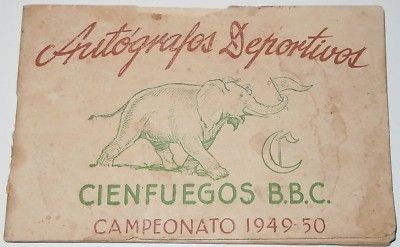 Autógrafos Deportivos
C
CIENFUEGOS B.B.C.
CAMPEONATO 1949-50